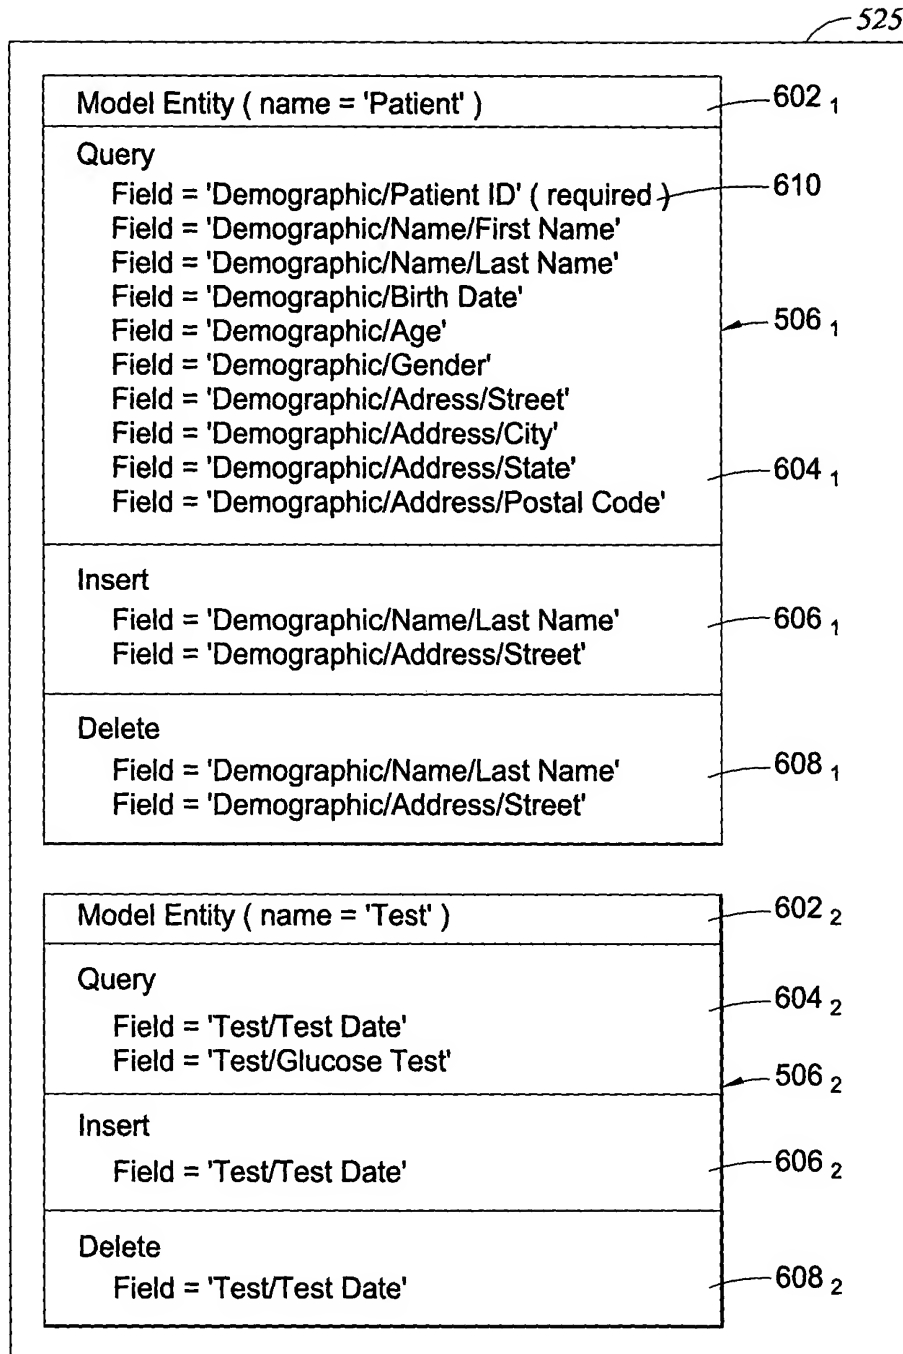 525
Model Entity ( name = 'Patient' ) 602 1
Query
Field = 'Demographic/Patient ID' ( required ) 610
Field = 'Demographic/Name/First Name'
Field = 'Demographic/Name/Last Name'
Field = 'Demographic/Birth Date'
Field = 'Demographic/Age' 506 1
Field = 'Demographic/Gender'
Field = 'Demographic/Adress/Street'
Field = 'Demographic/Address/City'
Field = 'Demographic/Address/State' 604 1
Field = 'Demographic/Address/Postal Code'
Insert
Field = 'Demographic/Name/Last Name' 606 1
Field = 'Demographic/Address/Street'
Delete
Field = 'Demographic/Name/Last Name' 608 1
Field = 'Demographic/Address/Street'
Model Entity ( name = 'Test' ) 602 2
Query
604 2
Field = 'Test/Test Date'
Field = 'Test/Glucose Test'
506 2
Insert
Field = 'Test/Test Date' 606 2
Delete
Field = 'Test/Test Date' 608 2